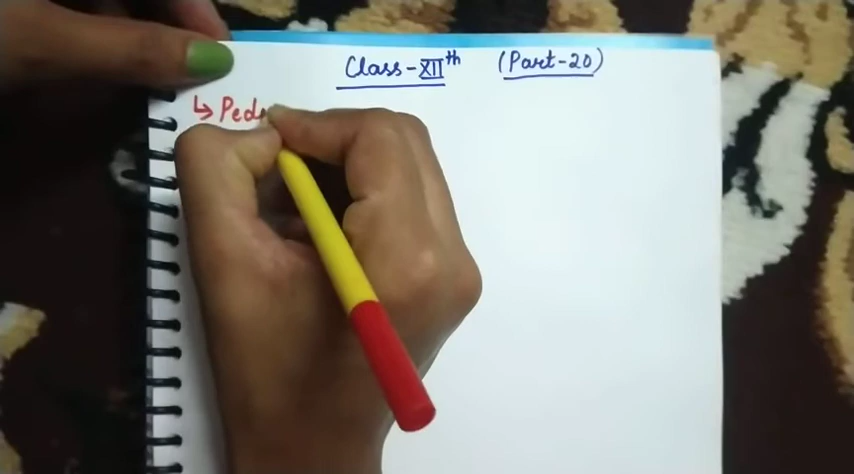 Class-XIIth (Part-20)
↳ Ped